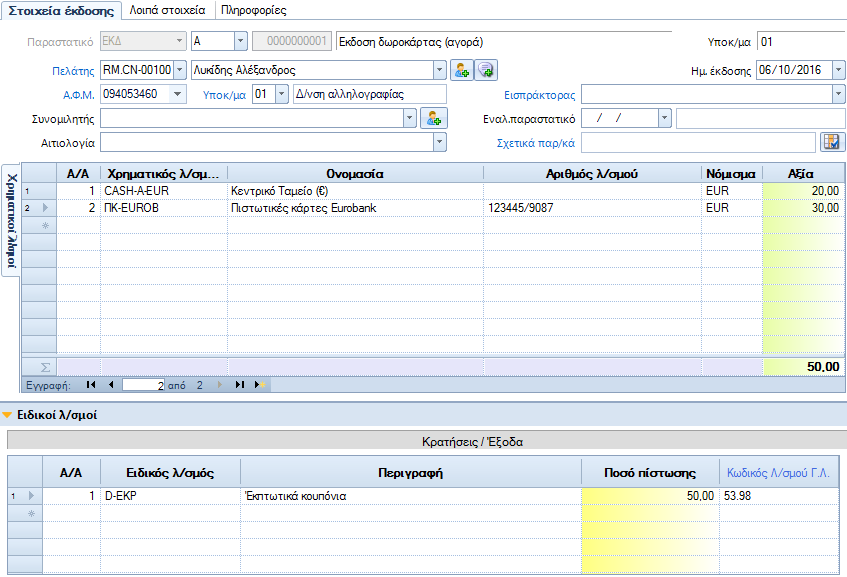 Στοιχεία έκδοσης Λοιπά στοιχεία Πληροφορίες
Παραστατικό ΕΚΔ Α 0000000001 Εκδοση δωροκάρτας (αγορά) Υποκ/μα 01
Πελάτης RM.CN-00100 Λυκίδης Αλέξανδρος Ημ. έκδοσης 06/10/2016
Α.Φ.Μ. 094053460 Υποκ/μα 01 Δ/νση αλληλογραφίας Εισπράκτορας
Συνομιλητής Εναλ.παραστατικό / /
Αιτιολογία Σχετικά παρ/κά
Χρηματικοί λ/σμοί
Α/Α Χρηματικός λ/σμ... Ονομασία Αριθμός λ/σμού Νόμισμα Αξία
1 1 CASH-A-EUR Κεντρικό Ταμείο (€) EUR 20,00
2 2 ΠΚ-EUROB Πιστωτικές κάρτες Eurobank 123445/9087 EUR 30,00
Σ 50,00
Εγγραφή: 2 από 2
Ειδικοί λ/σμοί
Κρατήσεις / Έξοδα
Α/Α Ειδικός λ/σμός Περιγραφή Ποσό πίστωσης Κωδικός Λ/σμού Γ.Λ.
1 1 D-EKP Έκπτωτικά κουπόνια 50,00 53.98